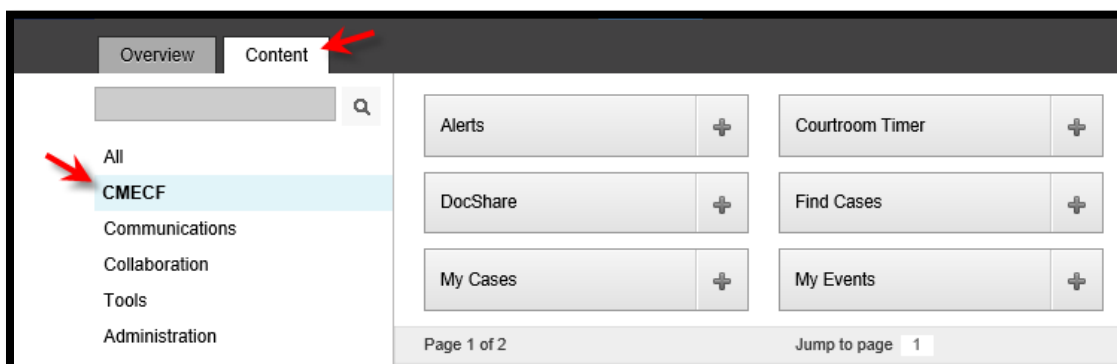 Overview Content
All
CMECF
Communications
Collaboration
Tools
Administration
Alerts Courtroom Timer
DocShare Find Cases
My Cases My Events
Page 1 of 2 Jump to page 1